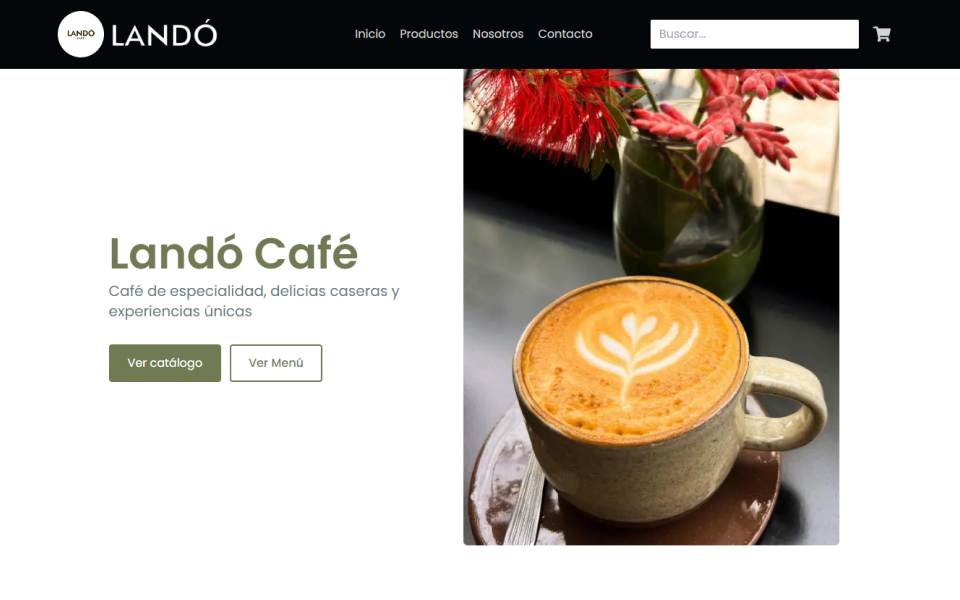 LANDÓ
LANDÓ
Inicio
Productos
Nosotros
Contacto
Buscar...
Landó Café
Café de especialidad, delicias caseras y
experiencias únicas
Ver catálogo
Ver Menú